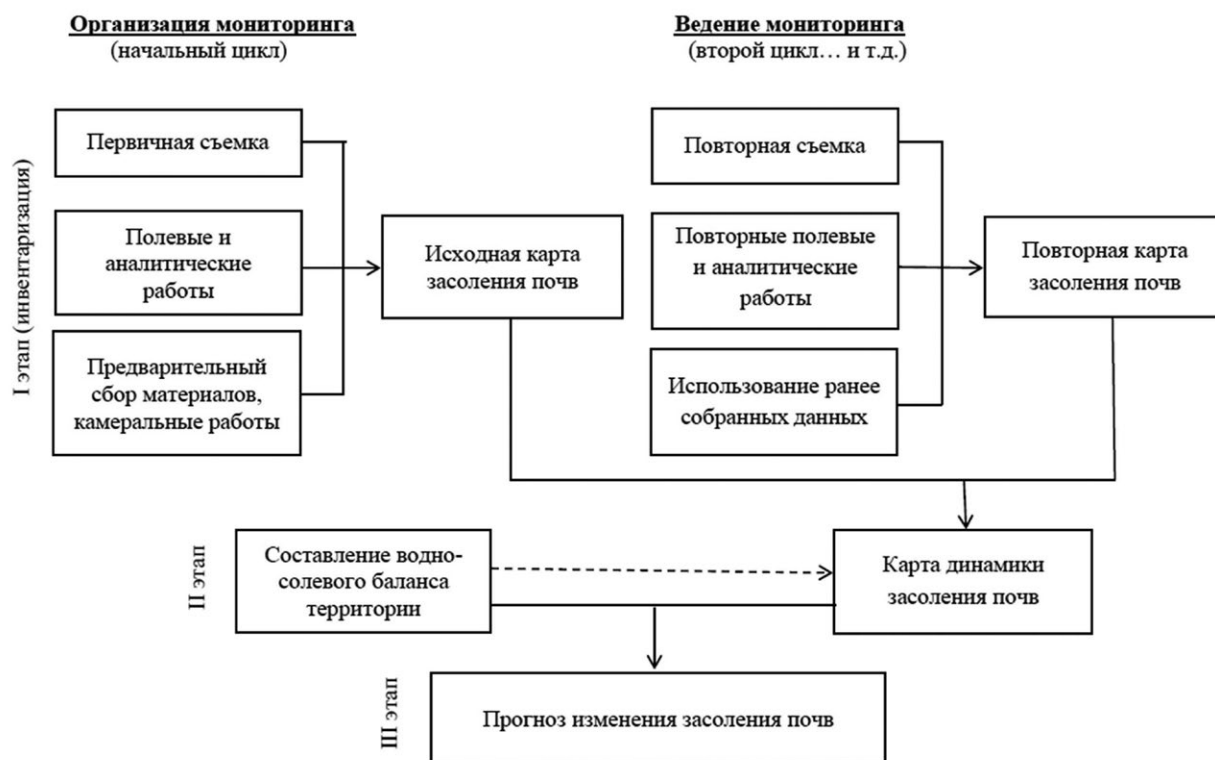 Организация мониторинга
(начальный цикл)
Ведение мониторинга
(второй цикл… и т.д.)
I этап (инвентаризация)
Первичная съемка
Полевые и
аналитические
работы
Предварительный
сбор материалов,
камеральные работы
Исходная карта
засоления почв
Повторная съемка
Повторные полевые
и аналитические
работы
Использование ранее
собранных данных
Повторная карта
засоления почв
II этап
Составление водно-
солевого баланса
территории
Карта динамики
засоления почв
III этап
Прогноз изменения засоления почв